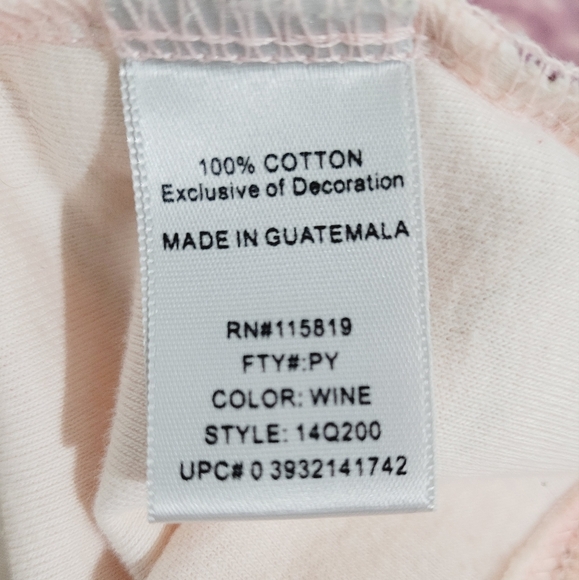 100% COTTON
Exclusive of Decoration
MADE IN GUATEMALA
RN#115819
FTY#:PY
COLOR: WINE
STYLE: 14Q200
UPC# 0 3932141742